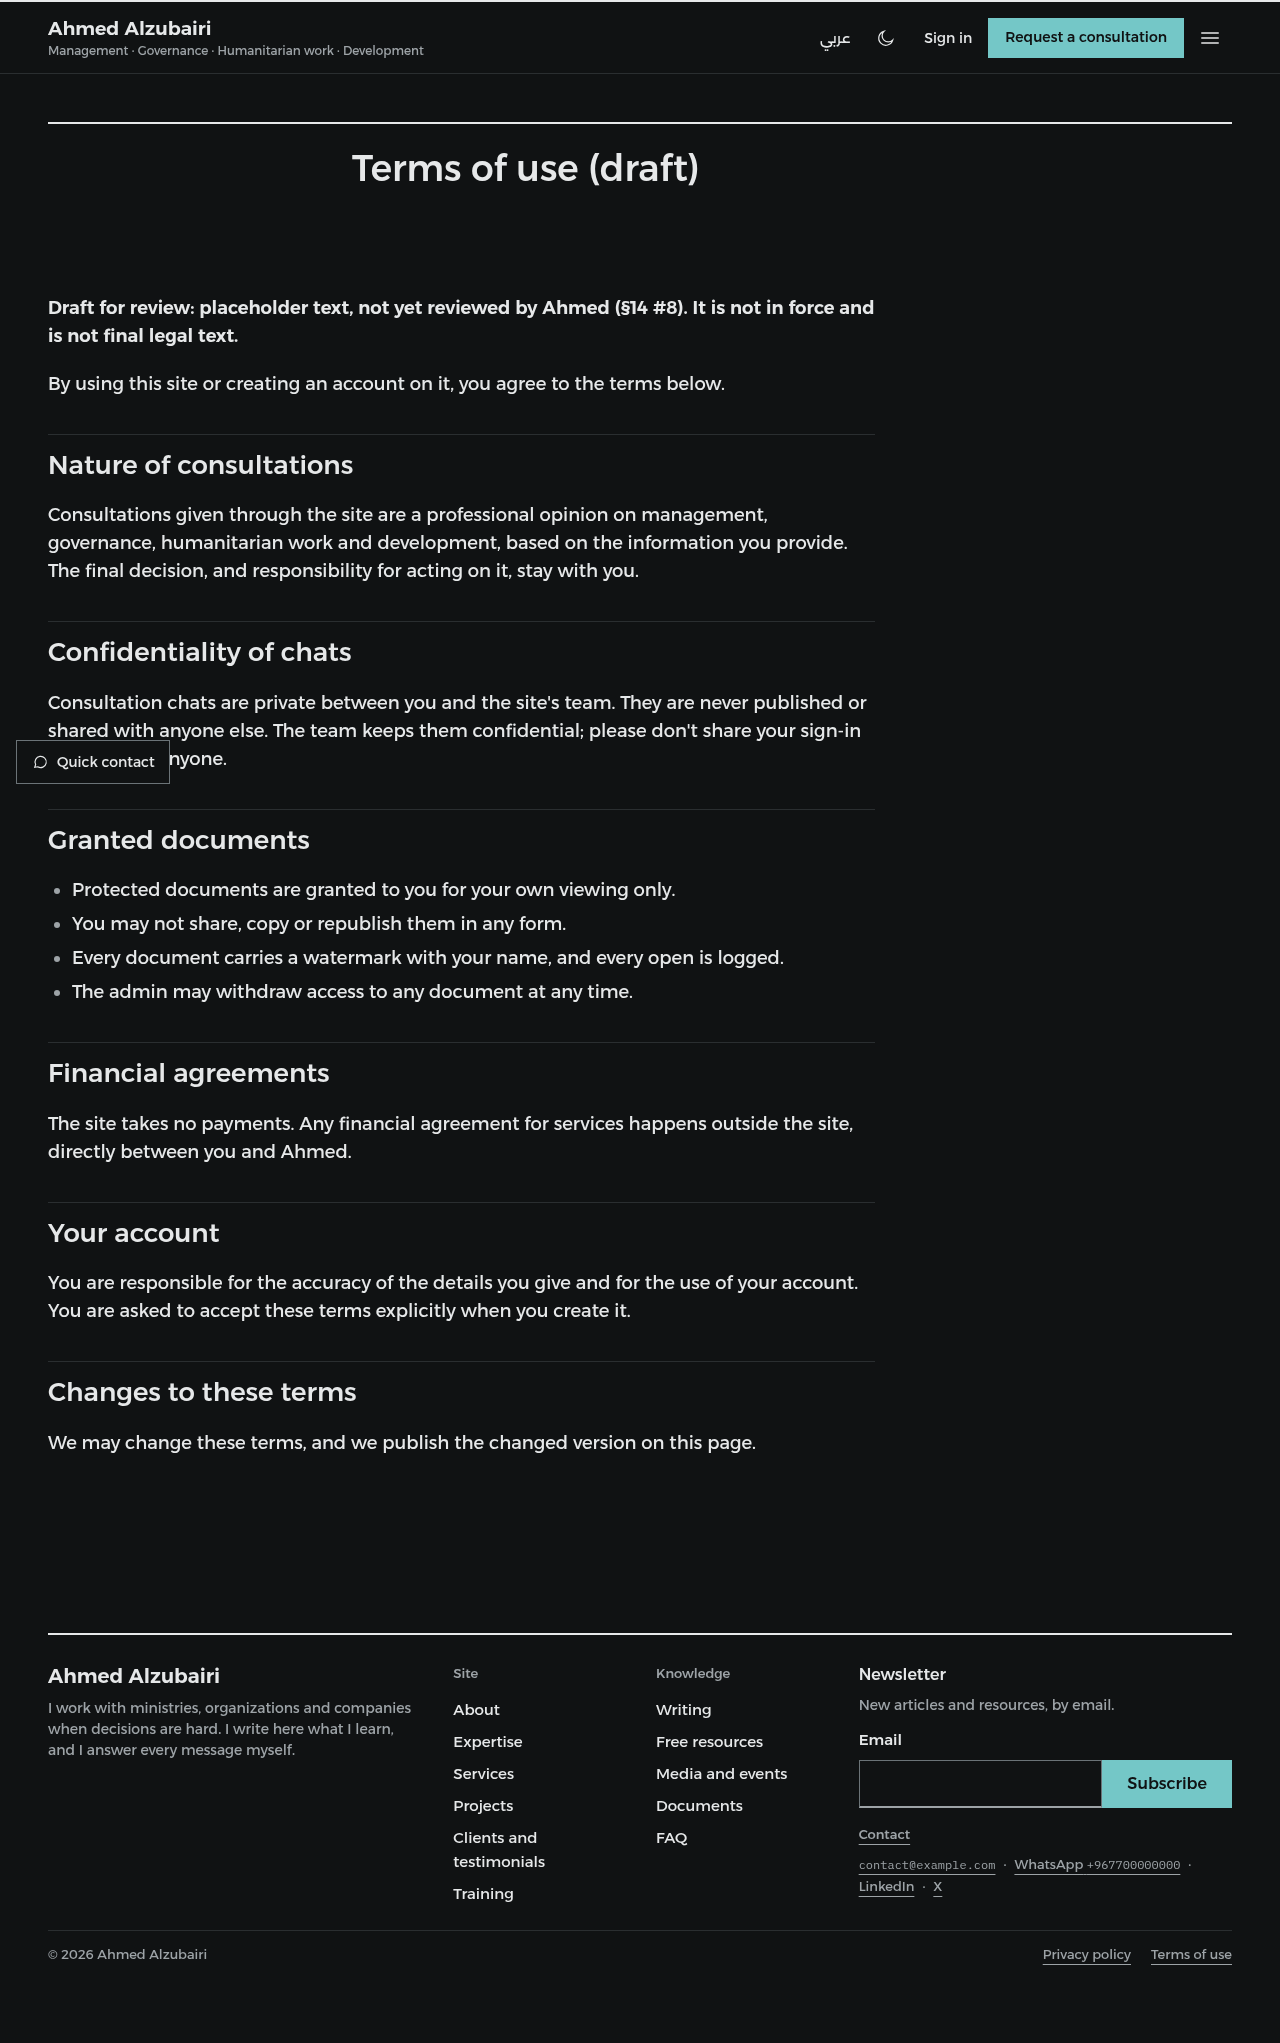 Ahmed Alzubairi
Management · Governance · Humanitarian work · Development
عربي
Sign in
Request a consultation
Terms of use (draft)
Draft for review: placeholder text, not yet reviewed by Ahmed (§14 #8). It is not in force and
is not final legal text.
By using this site or creating an account on it, you agree to the terms below.
Nature of consultations
Consultations given through the site are a professional opinion on management,
governance, humanitarian work and development, based on the information you provide.
The final decision, and responsibility for acting on it, stay with you.
Confidentiality of chats
Consultation chats are private between you and the site's team. They are never published or
shared with anyone else. The team keeps them confidential; please don't share your sign-in
nyone.
Quick contact
Granted documents
• Protected documents are granted to you for your own viewing only.
• You may not share, copy or republish them in any form.
• Every document carries a watermark with your name, and every open is logged.
• The admin may withdraw access to any document at any time.
Financial agreements
The site takes no payments. Any financial agreement for services happens outside the site,
directly between you and Ahmed.
Your account
You are responsible for the accuracy of the details you give and for the use of your account.
You are asked to accept these terms explicitly when you create it.
Changes to these terms
We may change these terms, and we publish the changed version on this page.
Ahmed Alzubairi
I work with ministries, organizations and companies
when decisions are hard. I write here what I learn,
and I answer every message myself.
Site
About
Expertise
Services
Projects
Clients and
testimonials
Training
Knowledge
Writing
Free resources
Media and events
Documents
FAQ
Newsletter
New articles and resources, by email.
Email
Subscribe
Contact
contact@example.com · WhatsApp +967700000000 ·
LinkedIn · X
© 2026 Ahmed Alzubairi
Privacy policy
Terms of use